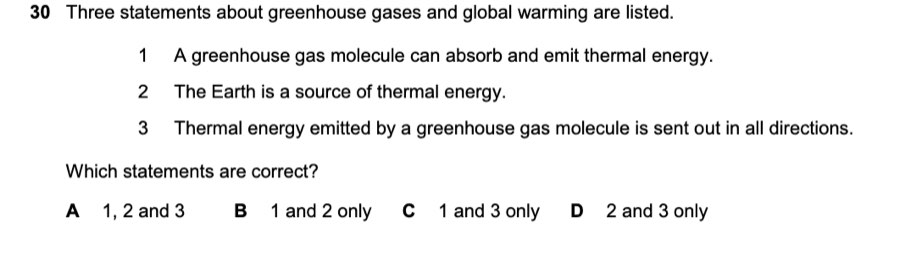 30 Three statements about greenhouse gases and global warming are listed.
1 A greenhouse gas molecule can absorb and emit thermal energy.
2 The Earth is a source of thermal energy.
3 Thermal energy emitted by a greenhouse gas molecule is sent out in all directions.
Which statements are correct?
A 1, 2 and 3 B 1 and 2 only C 1 and 3 only D 2 and 3 only